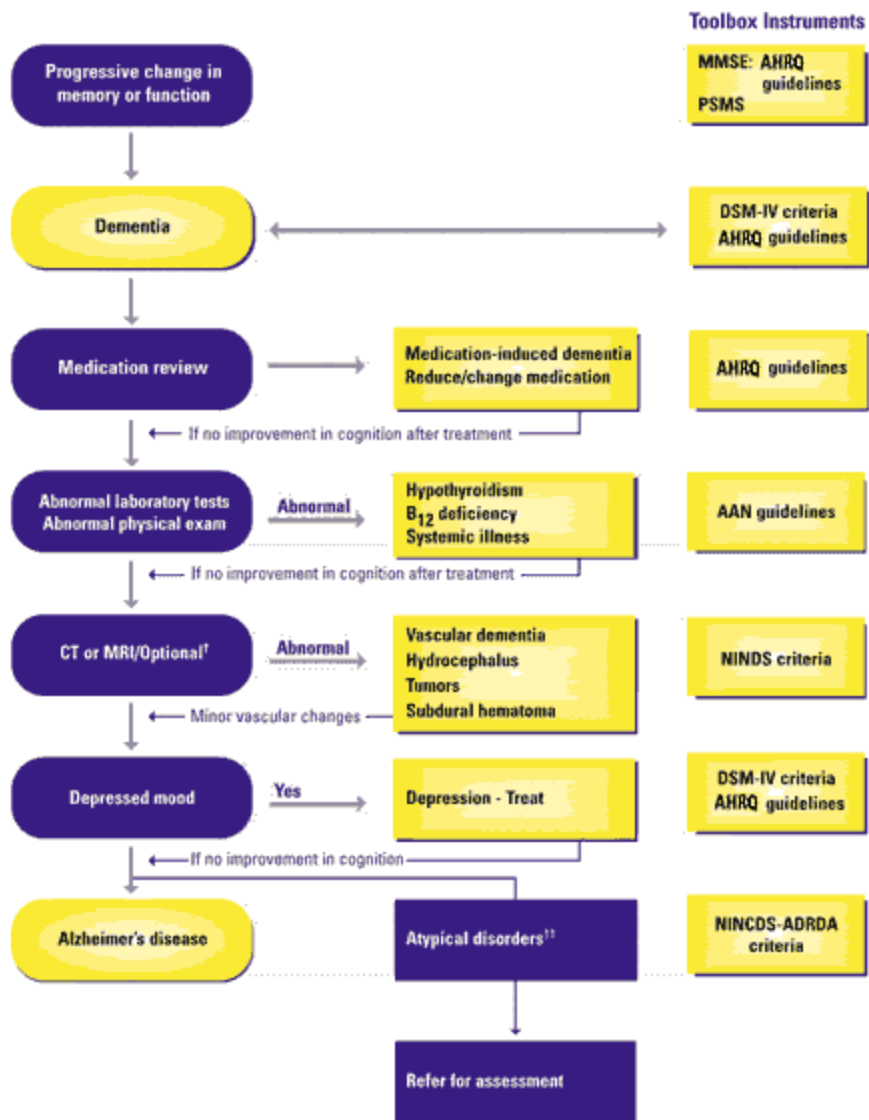 Toolbox Instruments
Progressive change in
memory or function
MMSE: AHRQ
guidelines
PSMS
Dementia
DSM-IV criteria
AHRQ guidelines
Medication review
Medication-induced dementia
Reduce/change medication
AHRQ guidelines
If no improvement in cognition after treatment
Abnormal laboratory tests
Abnormal physical exam
Abnormal
Hypothyroidism
B12 deficiency
Systemic illness
AAN guidelines
If no improvement in cognition after treatment
CT or MRI/Optional†
Abnormal
Vascular dementia
Hydrocephalus
Tumors
Subdural hematoma
NINDS criteria
Minor vascular changes
Depressed mood
Yes
Depression - Treat
DSM-IV criteria
AHRQ guidelines
If no improvement in cognition
Alzheimer's disease
Atypical disorders††
NINCDS-ADRDA
criteria
Refer for assessment